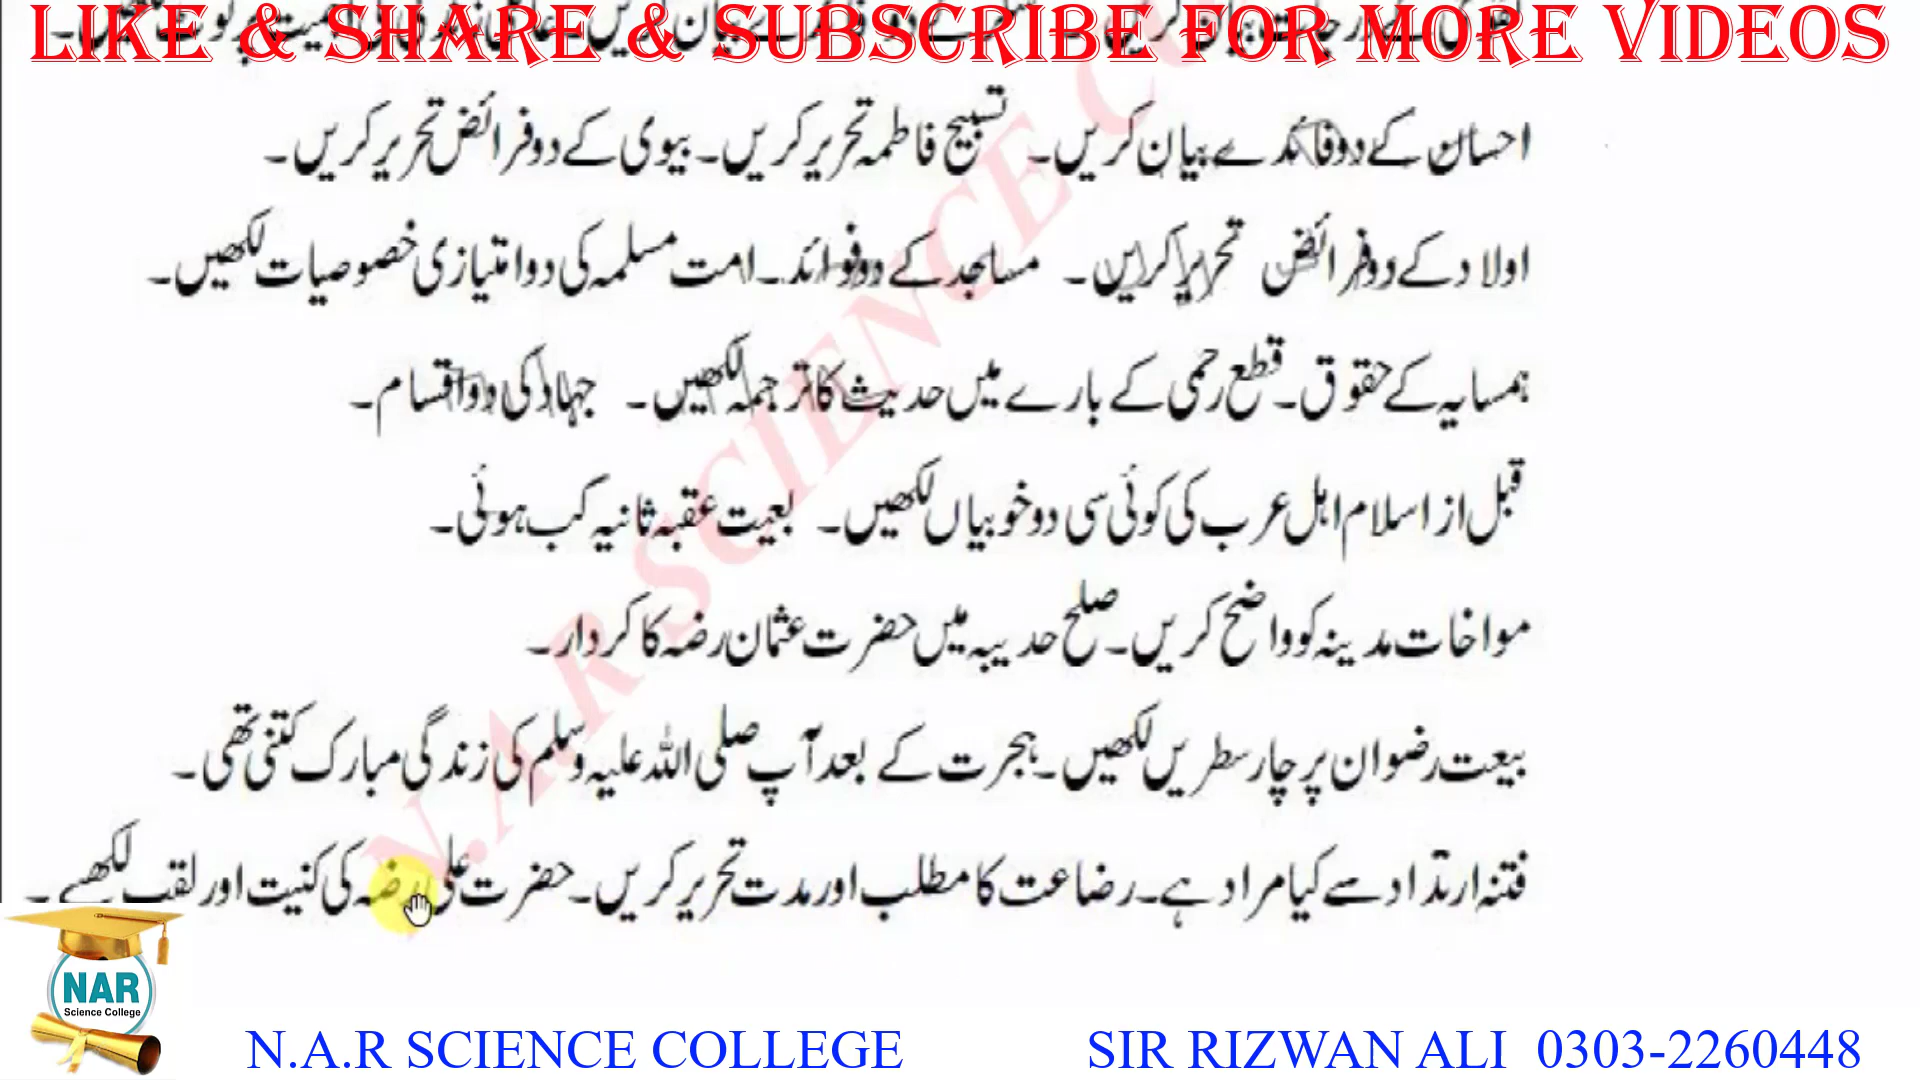 LIKE & SHARE & SUBSCRIBE FOR MORE VIDEOS
احسان کے دو فائدے بیان کریں۔ تسبیح فاطمہ تحریر کریں۔ بیوی کے دو فرائض تحریر کریں۔
اولاد کے دو فرائض تحریر کریں۔ مساجد کے دو فوائد۔ امت مسلمہ کی دو امتیازی خصوصیات لکھیں۔
ہمسایہ کے حقوق۔ قطع رحمی کے بارے میں حدیث کا ترجمہ لکھیں۔ جہاد کی دو اقسام۔
قبل از اسلام اہل عرب کی کوئی سی دو خوبیاں لکھیں۔ بعیت عقبہ ثانیہ کب ہوئی۔
مواخات مدینہ کو واضح کریں۔ صلح حدیبیہ میں حضرت عثمان رضہ کا کردار۔
بیعت رضوان پر چار سطریں لکھیں۔ ہجرت کے بعد آپ صلی اللہ علیہ وسلم کی زندگی مبارک کتنی تھی۔
فتنہ ارتداد سے کیا مراد ہے۔ رضاعت کا مطلب اور مدت تحریر کریں۔ حضرت علی رضہ کی کنیت اور لقب لکھیے۔
N.A.R SCIENCE CO
NAR
Science College
N.A.R SCIENCE COLLEGE SIR RIZWAN ALI 0303-2260448